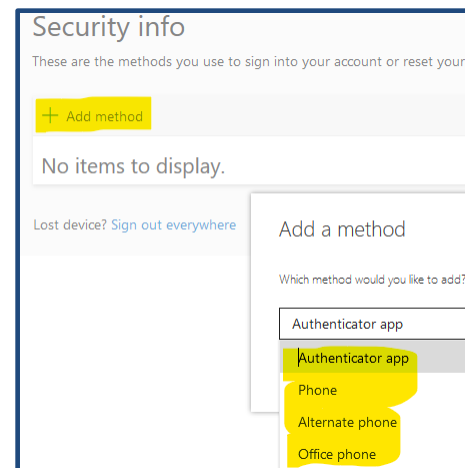 Security info
These are the methods you use to sign into your account or reset your
+ Add method
No items to display.
Lost device? Sign out everywhere
Add a method
Which method would you like to add?
Authenticator app
Authenticator app
Phone
Alternate phone
Office phone